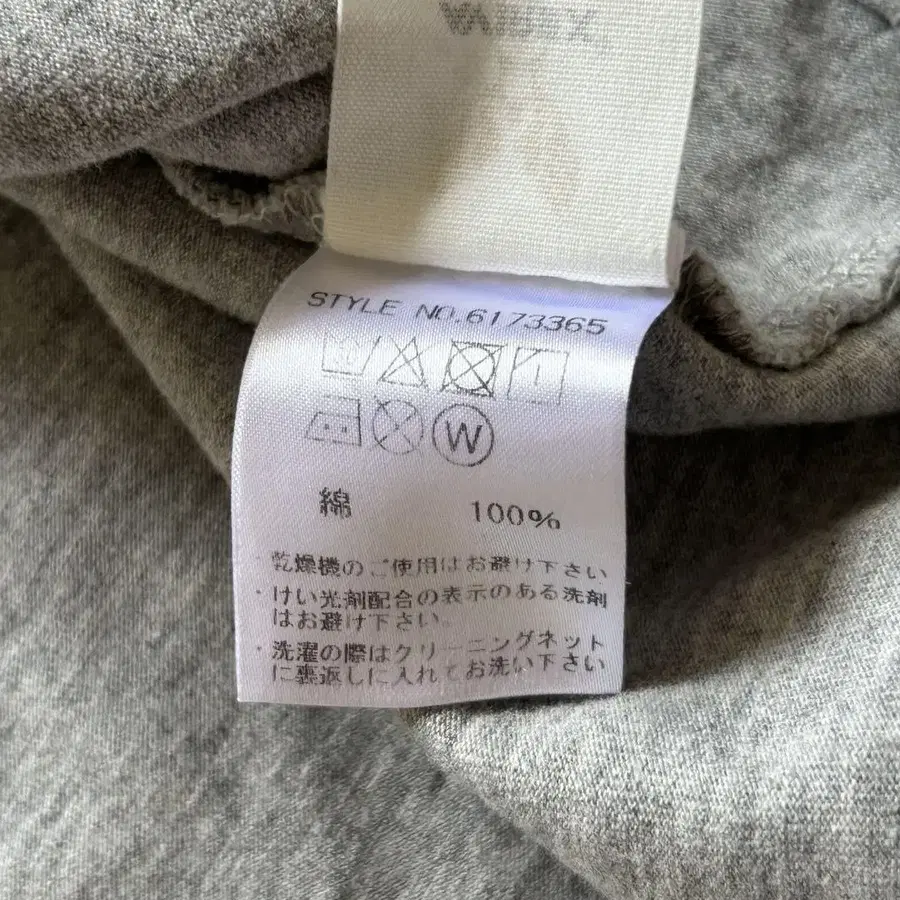 STYLE NO.6173365
W
綿 100%
・乾燥機のご使用はお避け下さい
・けい光剤配合の表示のある洗剤
はお避け下さい。
・洗濯の際はクリーニングネット
に裏返しに入れてお洗い下さい